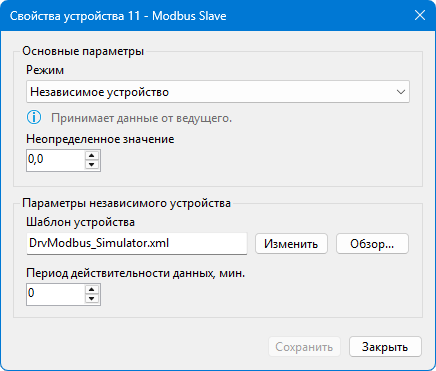 Свойства устройства 11 - Modbus Slave
Основные параметры
Режим
Независимое устройство
Принимает данные от ведущего.
Неопределенное значение
0,0
Параметры независимого устройства
Шаблон устройства
DrvModbus_Simulator.xml Изменить Обзор...
Период действительности данных, мин.
0
Сохранить Закрыть